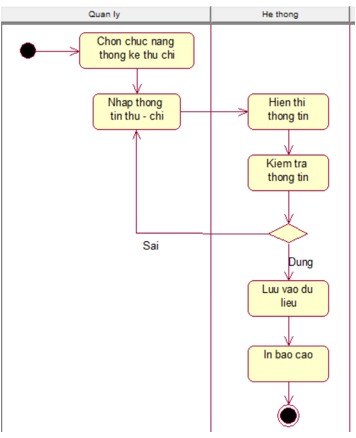 Quan ly
He thong
Chon chuc nang
thong ke thu chi
Nhap thong
tin thu - chi
Hien thi
thong tin
Kiem tra
thong tin
Sai
Dung
Luu vao du
lieu
In bao cao